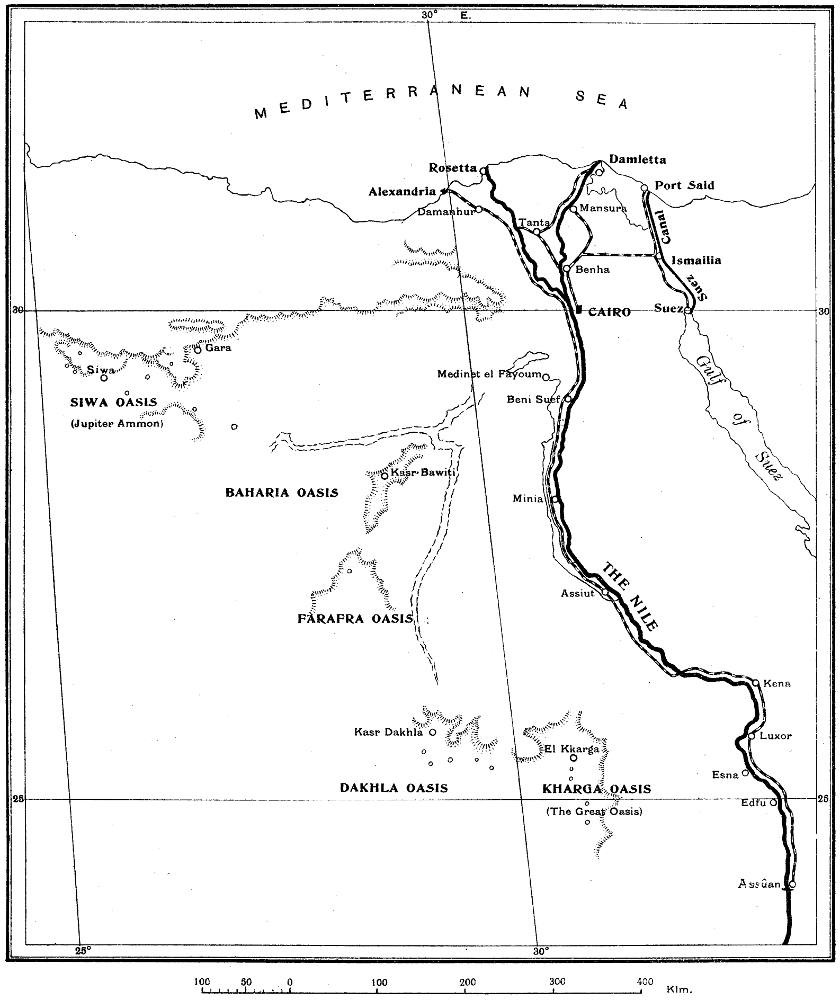 30° E.
MEDITERRANEAN SEA
Rosetta
Damletta
Alexandria
Port Said
Damanhur
Tanta
Mansura
Canal
Ismailia
Benha
Suez
30
CAIRO
Suez
30
Gara
Siwa
Medinet el Fayoum
Gulf of Suez
SIWA OASIS
(Jupiter Ammon)
Beni Suef
Kasr-Bawiti
BAHARIA OASIS
Minia
THE NILE
Assiut
FARAFRA OASIS
Kena
Kasr Dakhla
Luxor
El Kkarga
Esna
DAKHLA OASIS
KHARGA OASIS
25
Edfu
25
(The Great Oasis)
Assûan
25°
30°
100 50 0 100 200 300 400 Klm.